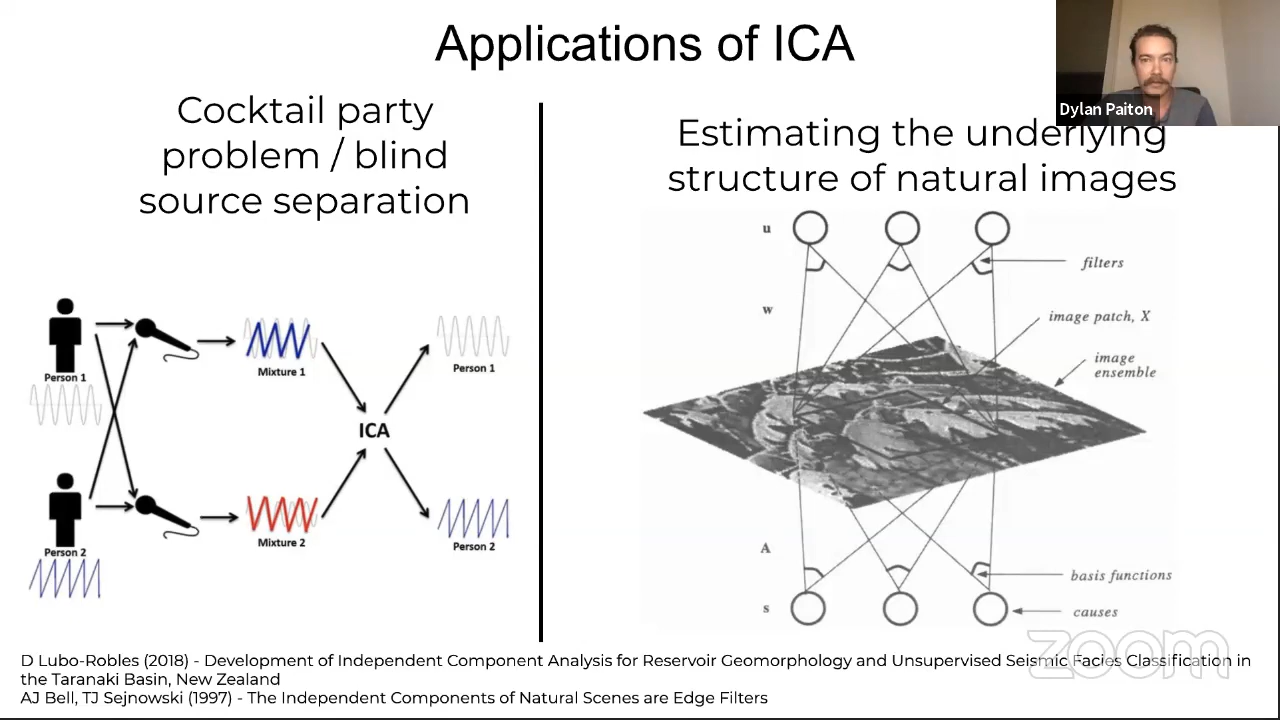 Applications of ICA
Dylan Paiton
Cocktail party
problem / blind
source separation
Person 1
Person 2
Mixture 1
Mixture 2
ICA
Person 1
Person 2
Estimating the underlying
structure of natural images
u
filters
w
image patch, X
image
ensemble
A
basis functions
s
causes
zoom
D Lubo-Robles (2018) - Development of Independent Component Analysis for Reservoir Geomorphology and Unsupervised Seismic Facies Classification in
the Taranaki Basin, New Zealand
AJ Bell, TJ Sejnowski (1997) - The Independent Components of Natural Scenes are Edge Filters